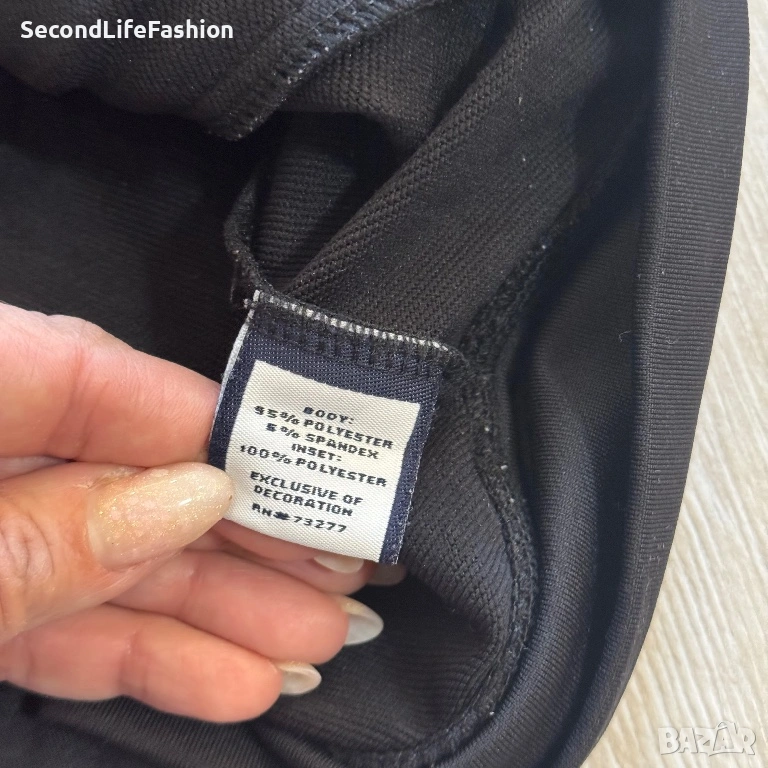 SecondLifeFashion
BODY:
95% POLYESTER
5% SPANDEX
INSET:
100% POLYESTER
EXCLUSIVE OF
DECORATION
RN# 73277
BAZAR